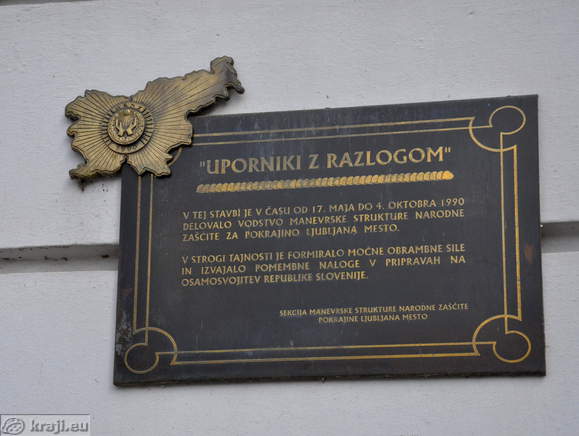 "UPORNIKI Z RAZLOGOM"
V TEJ STAVBI JE V ČASU OD 17. MAJA DO 4. OKTOBRA 1990
DELOVALO VODSTVO MANEVRSKE STRUKTURE NARODNE
ZAŠČITE ZA POKRAJINO LJUBLJANA MESTO.
V STROGI TAJNOSTI JE FORMIRALO MOČNE OBRAMBNE SILE
IN IZVAJALO POMEMBNE NALOGE V PRIPRAVAH NA
OSAMOSVOJITEV REPUBLIKE SLOVENIJE.
SEKCIJA MANEVRSKE STRUKTURE NARODNE ZAŠČITE
POKRAJINE LJUBLJANA MESTO
kraji.eu